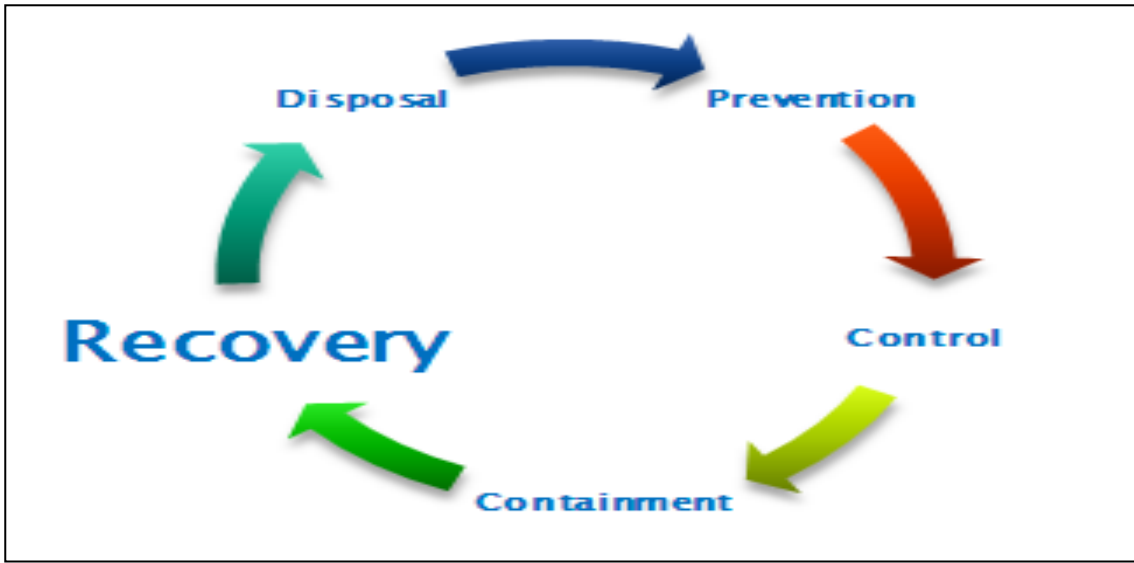 Disposal
Prevention
Recovery
Control
Containment